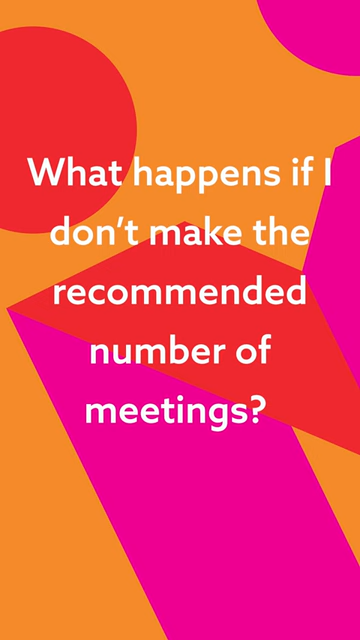 What happens if I
don’t make the
recommended
number of
meetings?